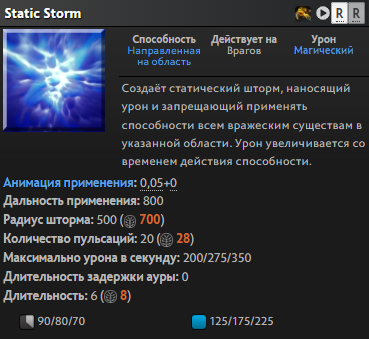 Static Storm R R
Способность Действует на Урон
Направленная Врагов Магический
на область
Создаёт статический шторм, наносящий
урон и запрещающий применять
способности всем вражеским существам в
указанной области. Урон увеличивается со
временем действия способности.
Анимация применения: 0,05+0
Дальность применения: 800
Радиус шторма: 500 (700)
Количество пульсаций: 20 (28)
Максимально урона в секунду: 200/275/350
Длительность задержки ауры: 0
Длительность: 6 (8)
90/80/70 125/175/225